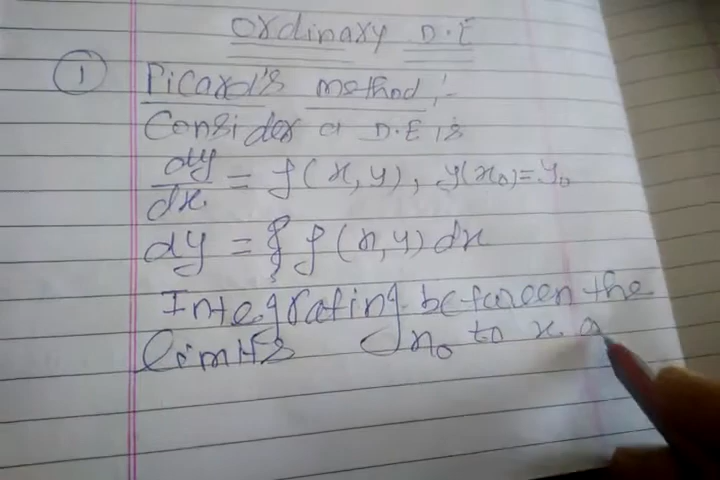 Ordinary D.E
① Picard's method:-
Consider a D.E is
dy/dx = f(x,y), y(x₀)=y₀
dy = f(x,y) dx
Integrating between the
limits x₀ to x